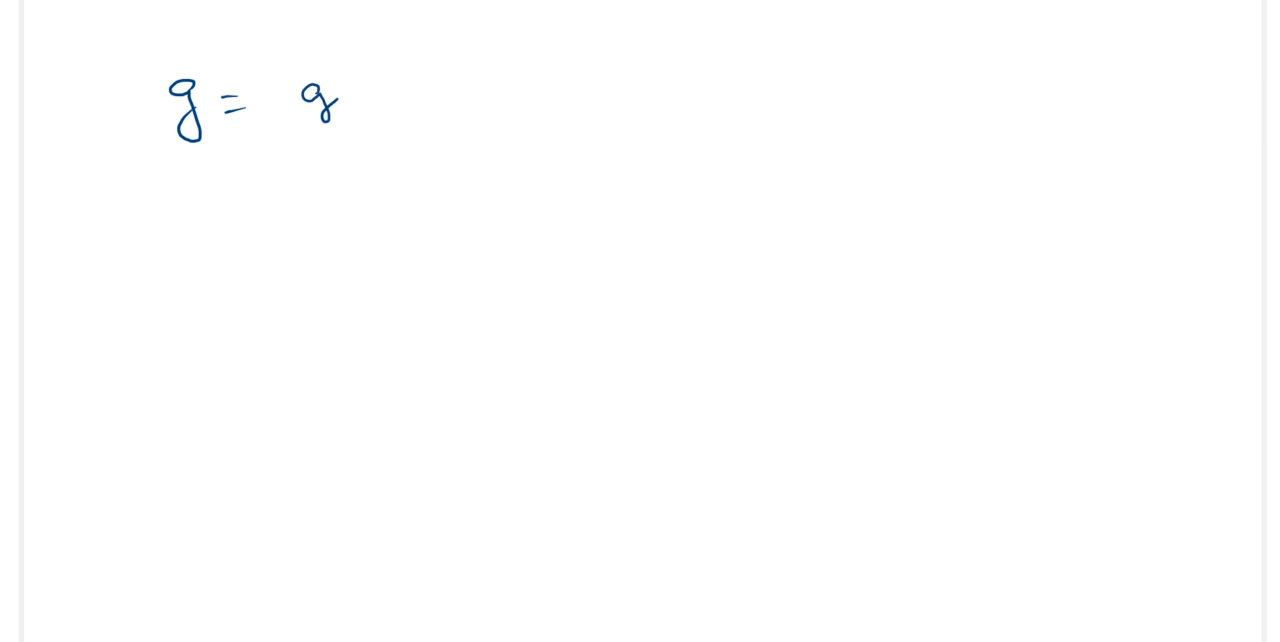 g = g